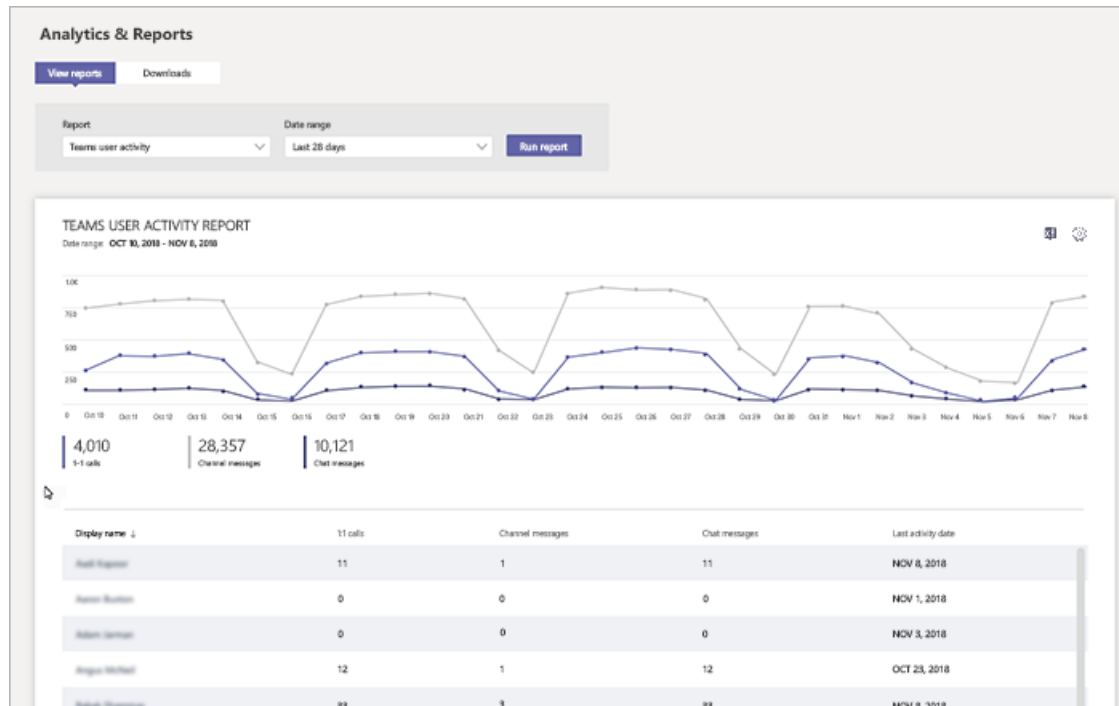 Analytics & Reports
View reports Downloads
Report Date range
Teams user activity Last 28 days Run report
TEAMS USER ACTIVITY REPORT
Date range: OCT 10, 2018 - NOV 8, 2018
1.0K
750
500
250
0 Oct 10 Oct 11 Oct 12 Oct 13 Oct 14 Oct 15 Oct 16 Oct 17 Oct 18 Oct 19 Oct 20 Oct 21 Oct 22 Oct 23 Oct 24 Oct 25 Oct 26 Oct 27 Oct 28 Oct 29 Oct 30 Oct 31 Nov 1 Nov 2 Nov 3 Nov 4 Nov 5 Nov 6 Nov 7 Nov 8
4,010 28,357 10,121
1-1 calls Channel messages Chat messages
Display name ↓ 1:1 calls Channel messages Chat messages Last activity date
11 1 11 NOV 8, 2018
0 0 0 NOV 1, 2018
0 0 0 NOV 3, 2018
12 1 12 OCT 23, 2018
33 3 33 NOV 8, 2018